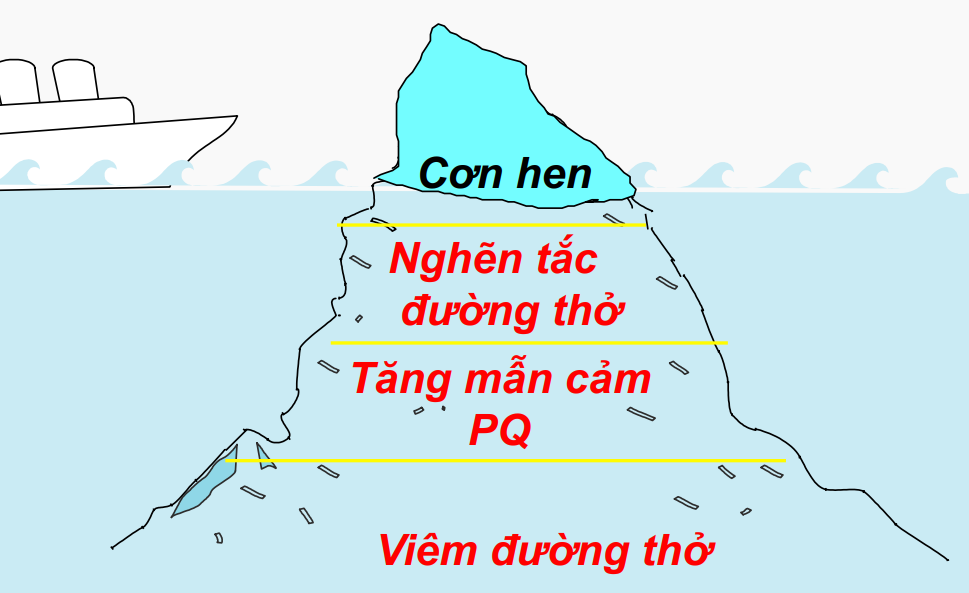 Cơn hen
Nghẽn tắc
đường thở
Tăng mẫn cảm
PQ
Viêm đường thở